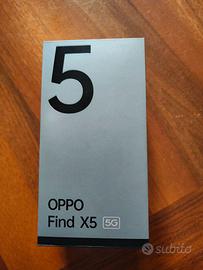 5
OPPO
Find X5 5G
subito